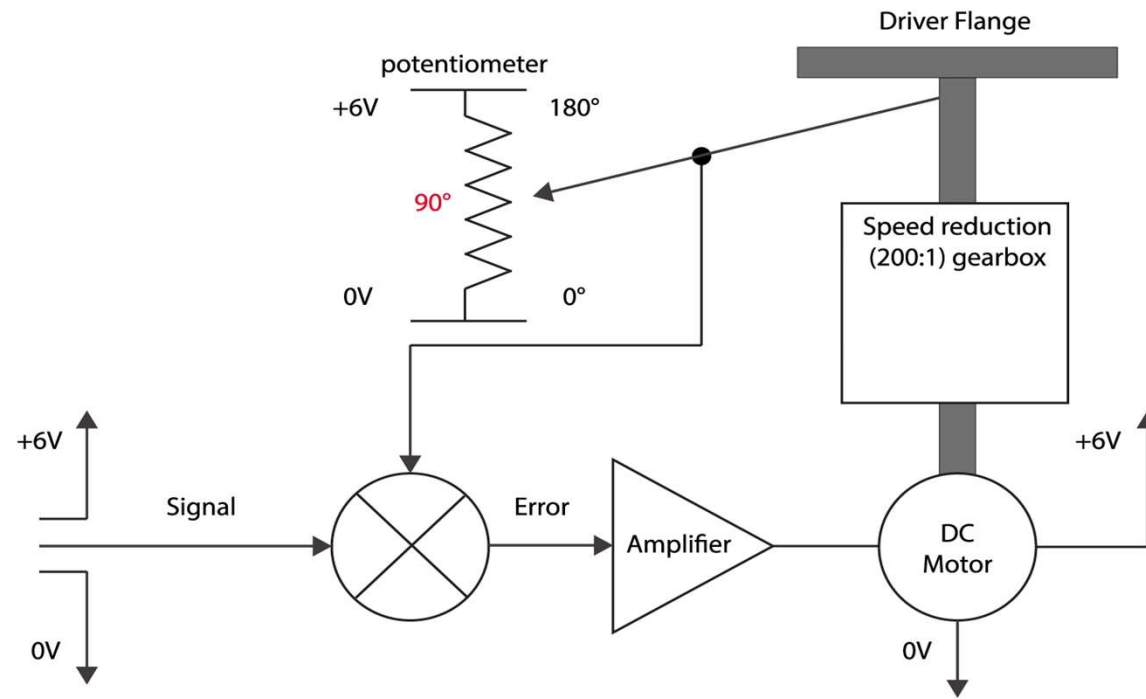 Driver Flange
potentiometer
+6V
180°
90°
0V
0°
Speed reduction
(200:1) gearbox
+6V
Signal
Error
Amplifier
DC
Motor
+6V
0V
0V